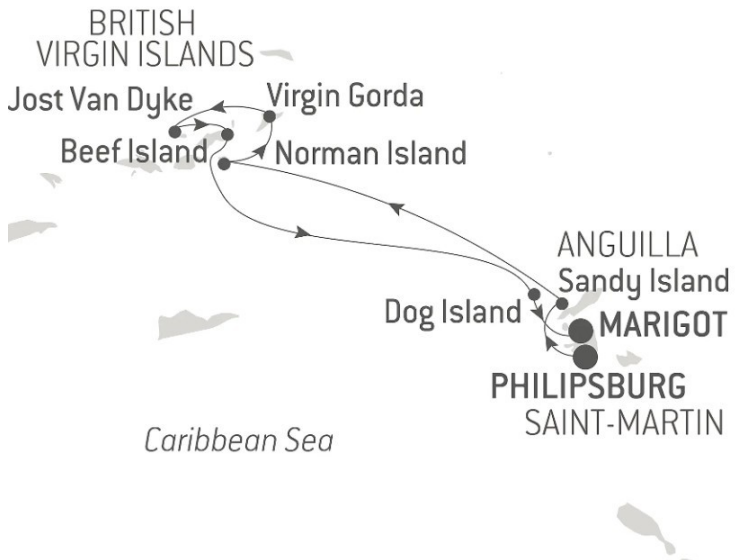 BRITISH
VIRGIN ISLANDS
Jost Van Dyke
Virgin Gorda
Beef Island
Norman Island
ANGUILLA
Sandy Island
Dog Island
MARIGOT
PHILIPSBURG
SAINT-MARTIN
Caribbean Sea